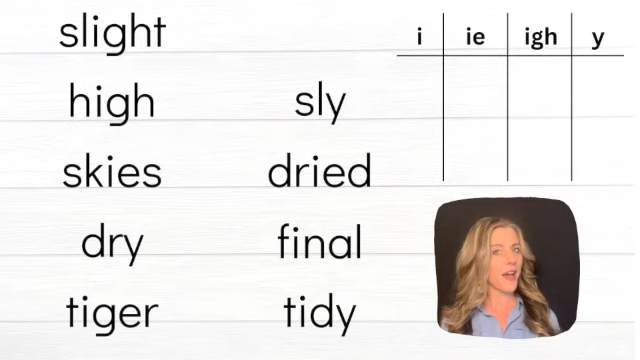 slight
high
skies
dry
tiger
sly
dried
final
tidy
i ie igh y